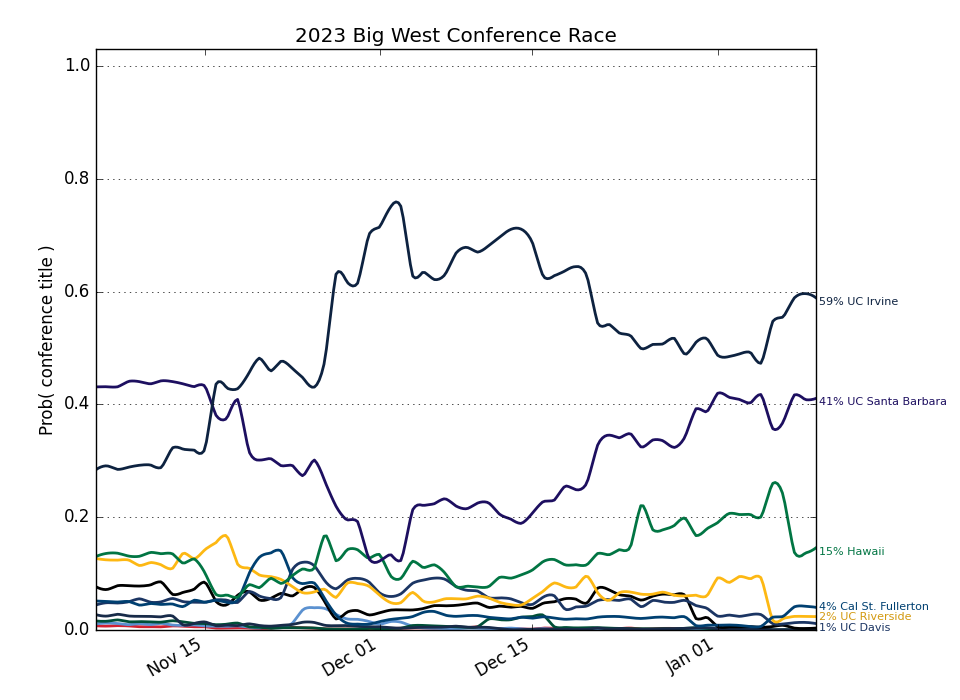 2023 Big West Conference Race
Prob( conference title )
1.0
0.8
0.6
0.4
0.2
0.0
Nov 15
Dec 01
Dec 15
Jan 01
59% UC Irvine
41% UC Santa Barbara
15% Hawaii
4% Cal St. Fullerton
2% UC Riverside
1% UC Davis